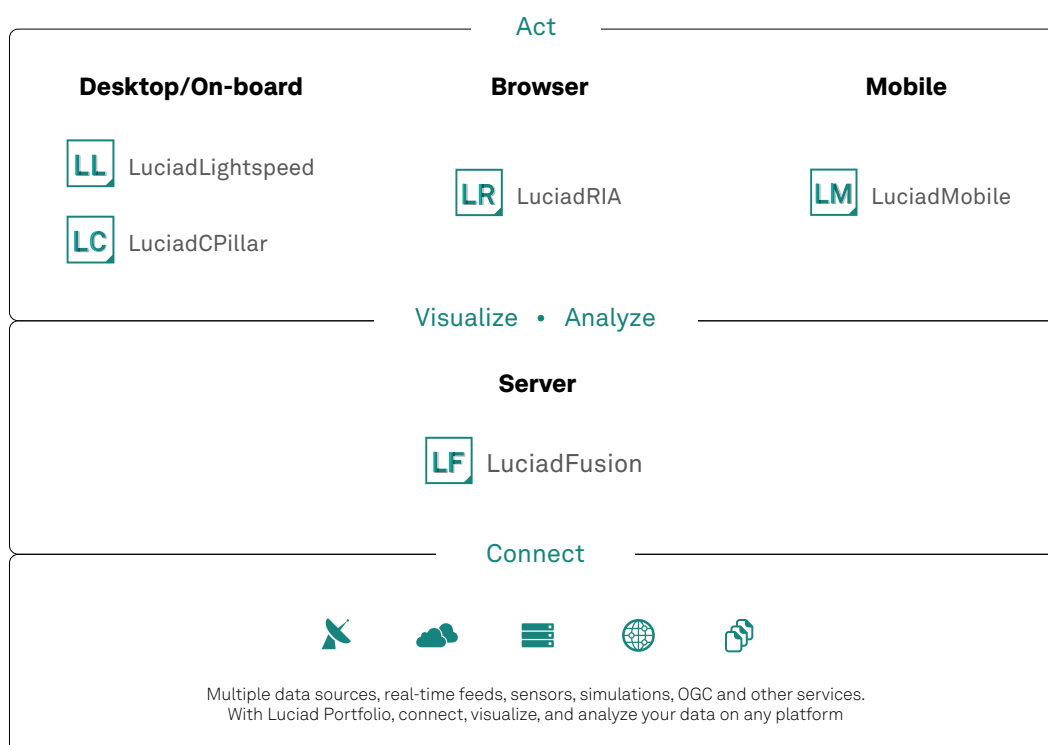 Act
Desktop/On-board
Browser
Mobile
LL LuciadLightspeed
LR LuciadRIA
LM LuciadMobile
LC LuciadCPillar
Visualize • Analyze
Server
LF LuciadFusion
Connect
Multiple data sources, real-time feeds, sensors, simulations, OGC and other services.
With Luciad Portfolio, connect, visualize, and analyze your data on any platform